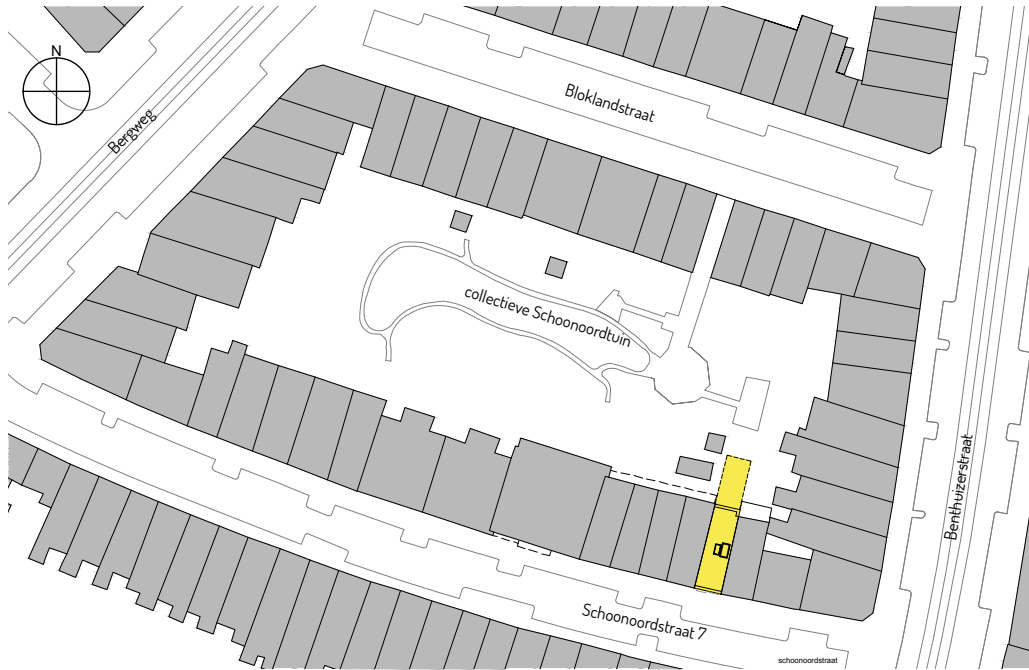 N
Bloklandstraat
Bergweg
collectieve Schoonoordtuin
Benthuizerstraat
Schoonoordstraat 7
schoonoordstraat